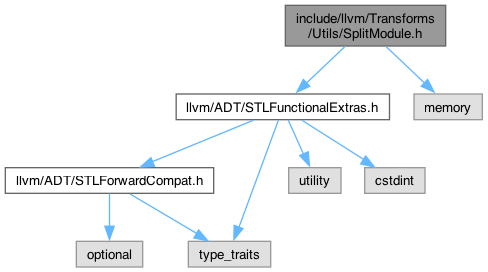 include/llvm/Transforms
/Utils/SplitModule.h
llvm/ADT/STLFunctionalExtras.h
memory
llvm/ADT/STLForwardCompat.h
utility
cstdint
optional
type_traits